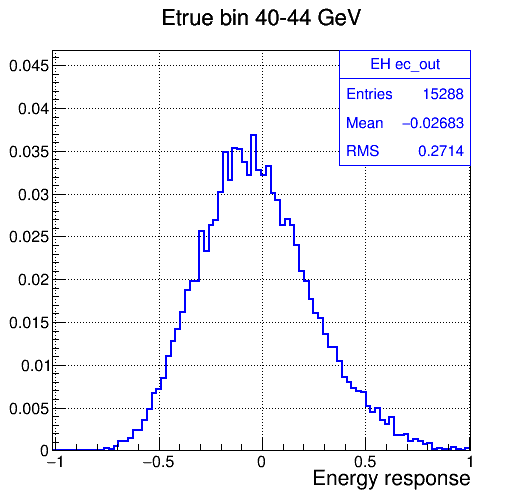 Etrue bin 40-44 GeV
EH ec_out
Entries 15288
Mean −0.02683
RMS 0.2714
0.045
0.04
0.035
0.03
0.025
0.02
0.015
0.01
0.005
0
−1 −0.5 0 0.5 1
Energy response